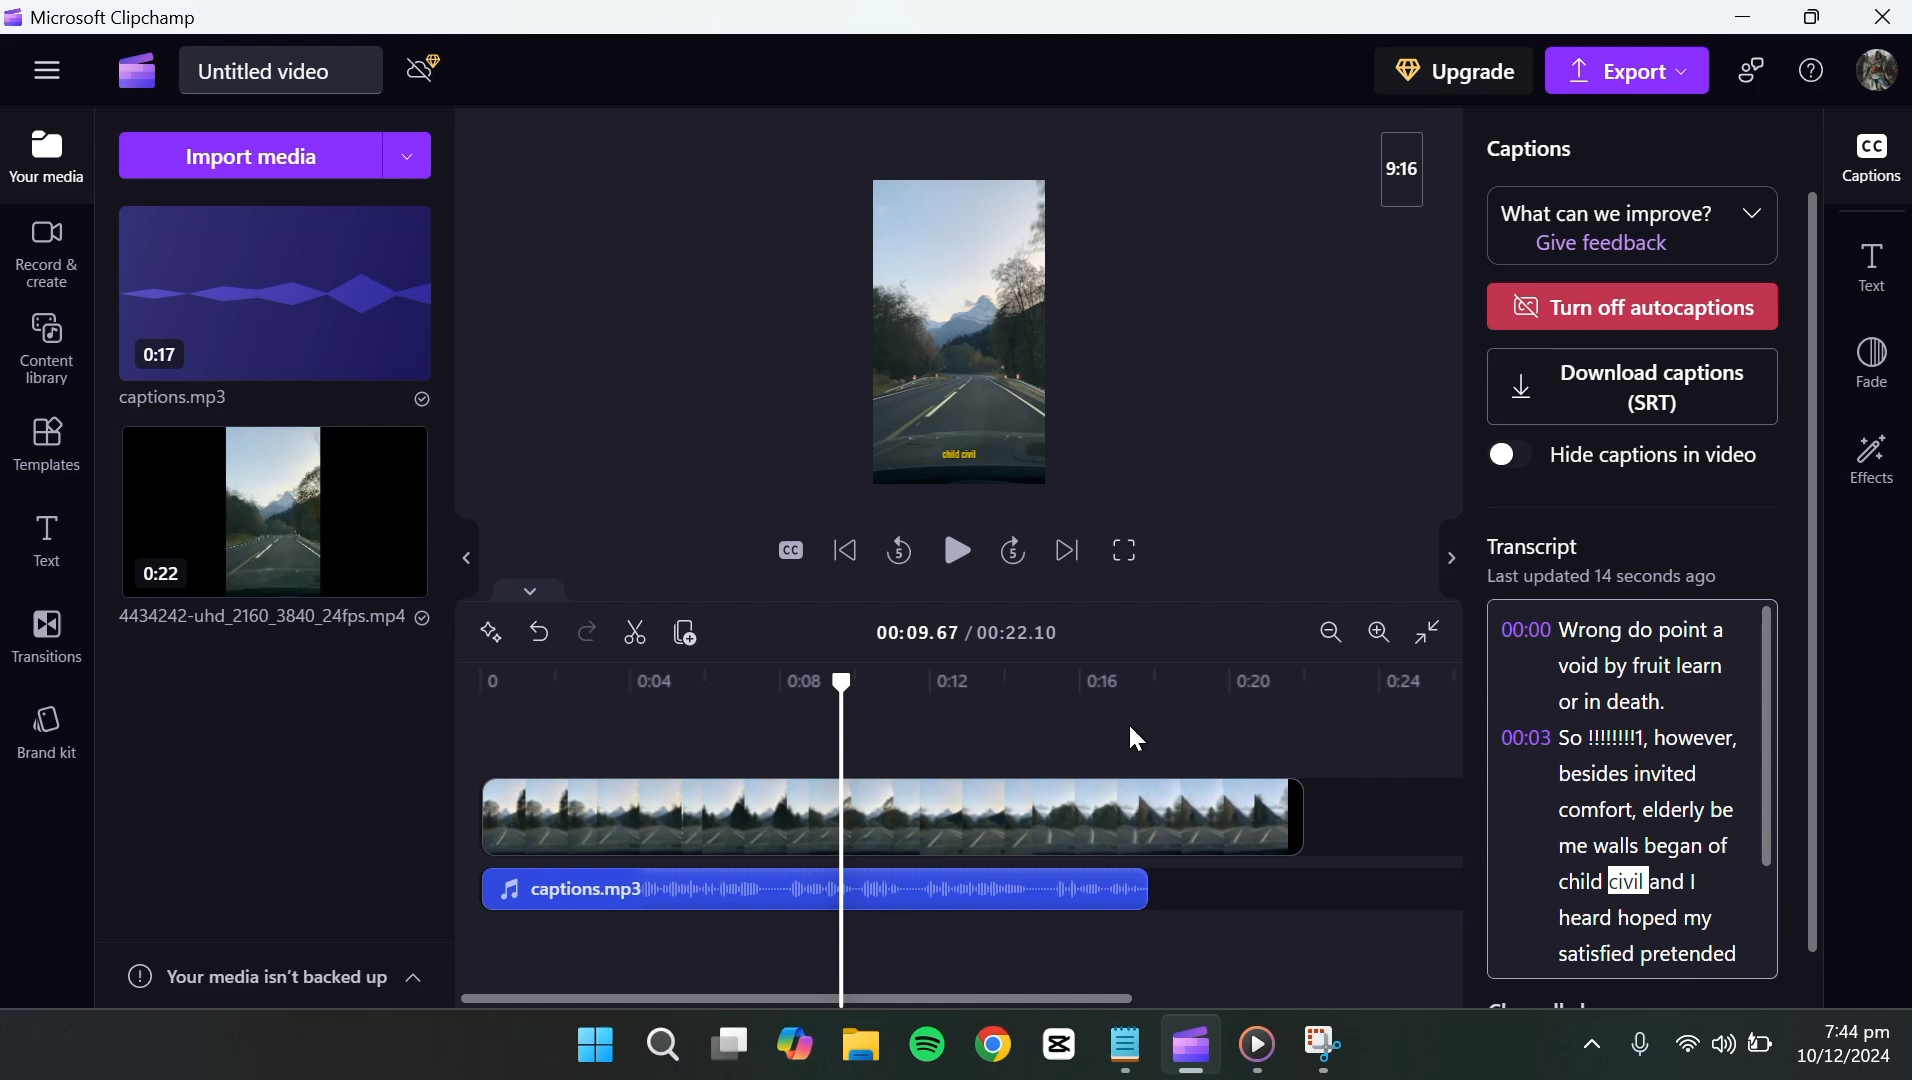 Microsoft Clipchamp
Untitled video
Upgrade
Export
Your media
Record &
create
Content
library
Templates
Text
Transitions
Brand kit
Import media
0:17
captions.mp3
0:22
4434242-uhd_2160_3840_24fps.mp4
Your media isn't backed up
9:16
child civil
CC
5
5
00:09.67 / 00:22.10
0
0:04
0:08
0:12
0:16
0:20
0:24
captions.mp3
Captions
What can we improve?
Give feedback
Turn off autocaptions
Download captions
(SRT)
Hide captions in video
Transcript
Last updated 14 seconds ago
00:00 Wrong do point a
void by fruit learn
or in death.
00:03 So !!!!!!!!1, however,
besides invited
comfort, elderly be
me walls began of
child civil and I
heard hoped my
satisfied pretended
CC
Captions
Text
Fade
Effects
7:44 pm
10/12/2024